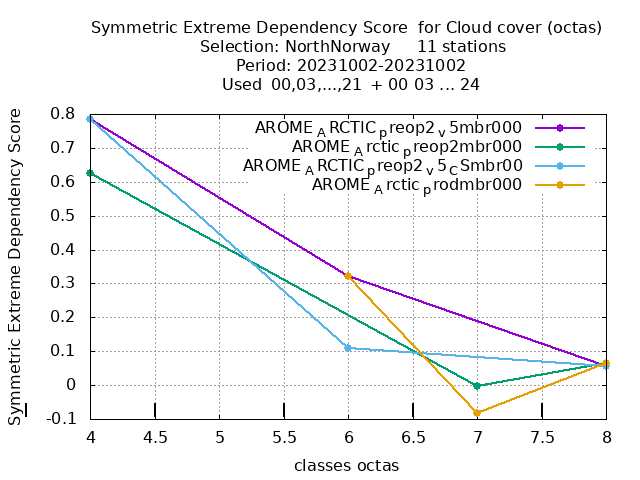 Symmetric Extreme Dependency Score  for Cloud cover (octas)
Selection: NorthNorway     11 stations
Period: 20231002-20231002
Used  00,03,...,21  + 00 03 ... 24
Symmetric Extreme Dependency Score
0.8
0.7
0.6
0.5
0.4
0.3
0.2
0.1
0
-0.1
AROME_ARCTIC_preop2_v5mbr000
AROME_Arctic_preop2mbr000
AROME_ARCTIC_preop2_v5_CSmbr00
AROME_Arctic_prodmbr000
4 4.5 5 5.5 6 6.5 7 7.5 8
classes octas